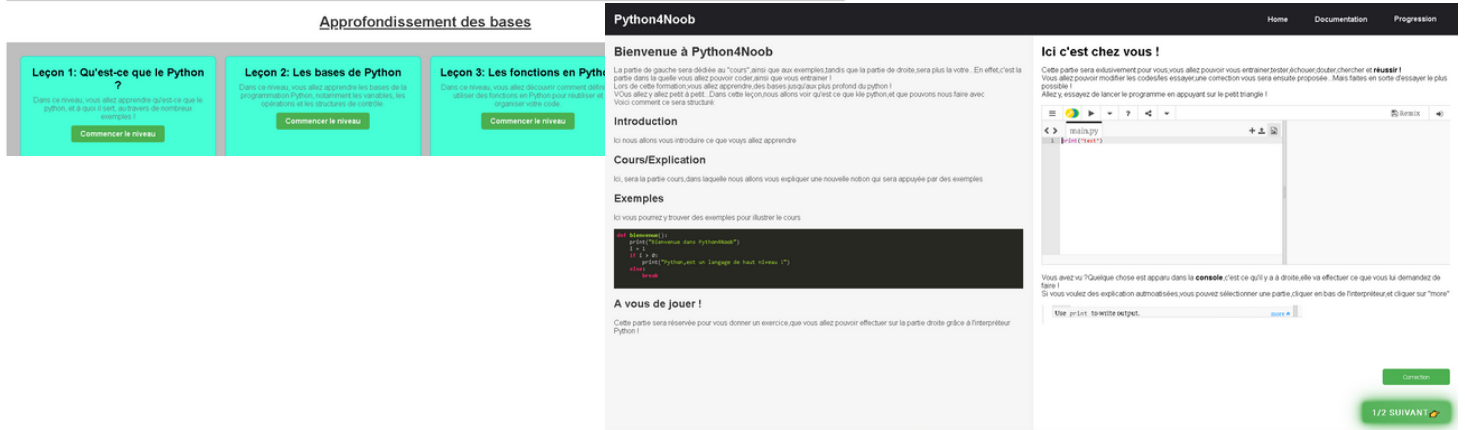 Approfondissement des bases
Leçon 1: Qu'est-ce que le Python
?
Dans ce niveau, vous allez apprendre qu'est-ce que le
python, et à quoi il sert, au travers de nombreux
exemples !
Commencer le niveau
Leçon 2: Les bases de Python
Dans ce niveau, vous allez apprendre les bases de la
programmation Python, notamment les variables, les
opérations et les structures de contrôle.
Commencer le niveau
Leçon 3: Les fonctions en Pytho
Dans ce niveau, vous allez découvrir comment défini
utiliser des fonctions en Python pour réutiliser et
organiser votre code.
Commencer le niveau
Python4Noob
Home
Documentation
Progression
Bienvenue à Python4Noob
La partie de gauche sera dédiée au "cours",ainsi que aux exemples,tandis que la partie de droite,sera plus la votre...En effet,c'est la
partie dans la quelle vous allez pouvoir coder,ainsi que vous entrainer !
Lors de cette formation,vous allez apprendre,des bases jusqu'aux plus profond du python !
VOus allez y allez petit à petit...Dans cette leçon,nous allons voir qu'est ce que kle python,et que pouvons nous faire avec
Voici comment ce sera structuré:
Introduction
Ici nous allons vous introduire ce que vouys allez apprendre
Cours/Explication
Ici, sera la partie cours,dans laquelle nous allons vous expliquer une nouvelle notion qui sera appuyée par des exemples
Exemples
Ici vous pourrez y trouver des exemples pour illustrer le cours
def bienvenue():
print("Bienvenue dans Python4Noob")
I = 1
if I > 0:
print("Python,est un langage de haut niveau !")
else:
break
A vous de jouer !
Cette partie sera réservée pour vous donner un exercice,que vous allez pouvoir effectuer sur la partie droite grâce à l'interpréteur
Python !
Ici c'est chez vous !
Cette partie sera exlusivement pour vous,vous allez pouvoir vous entrainer,tester,échouer,douter,chercher et réussir !
Vous allez pouvoir modifier les codes/les essayer,une correction vous sera ensuite proposée...Mais faites en sorte d'essayer le plus
possible !
Allez y, essayez de lancer le programme en appuyant sur le petit triangle !
Remix
main.py
1 print("test")
Vous avez vu ?Quelque chose est apparu dans la console,c'est ce qu'il y a à droite,elle va effectuer ce que vous lui demandez de
faire !
Si vous voulez des explication autmoatisées,vous pouvez sélectionner une partie,cliquer en bas de l'interpréteur,et cliquer sur "more"
Use print to write output.
more
Correction
1/2 SUIVANT